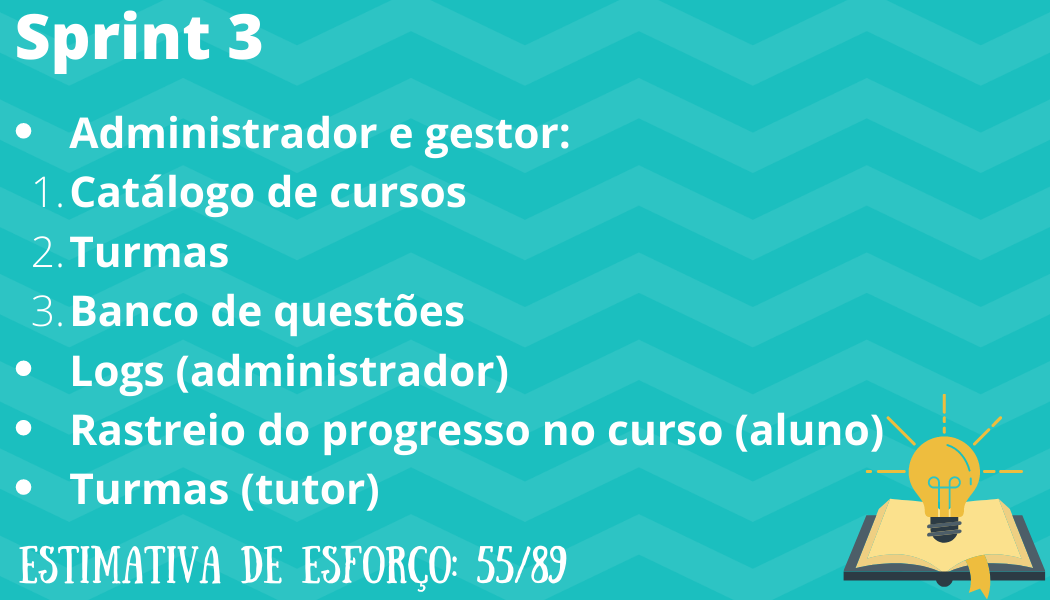 Sprint 3
• Administrador e gestor:
1. Catálogo de cursos
2. Turmas
3. Banco de questões
• Logs (administrador)
• Rastreio do progresso no curso (aluno)
• Turmas (tutor)
ESTIMATIVA DE ESFORÇO: 55/89